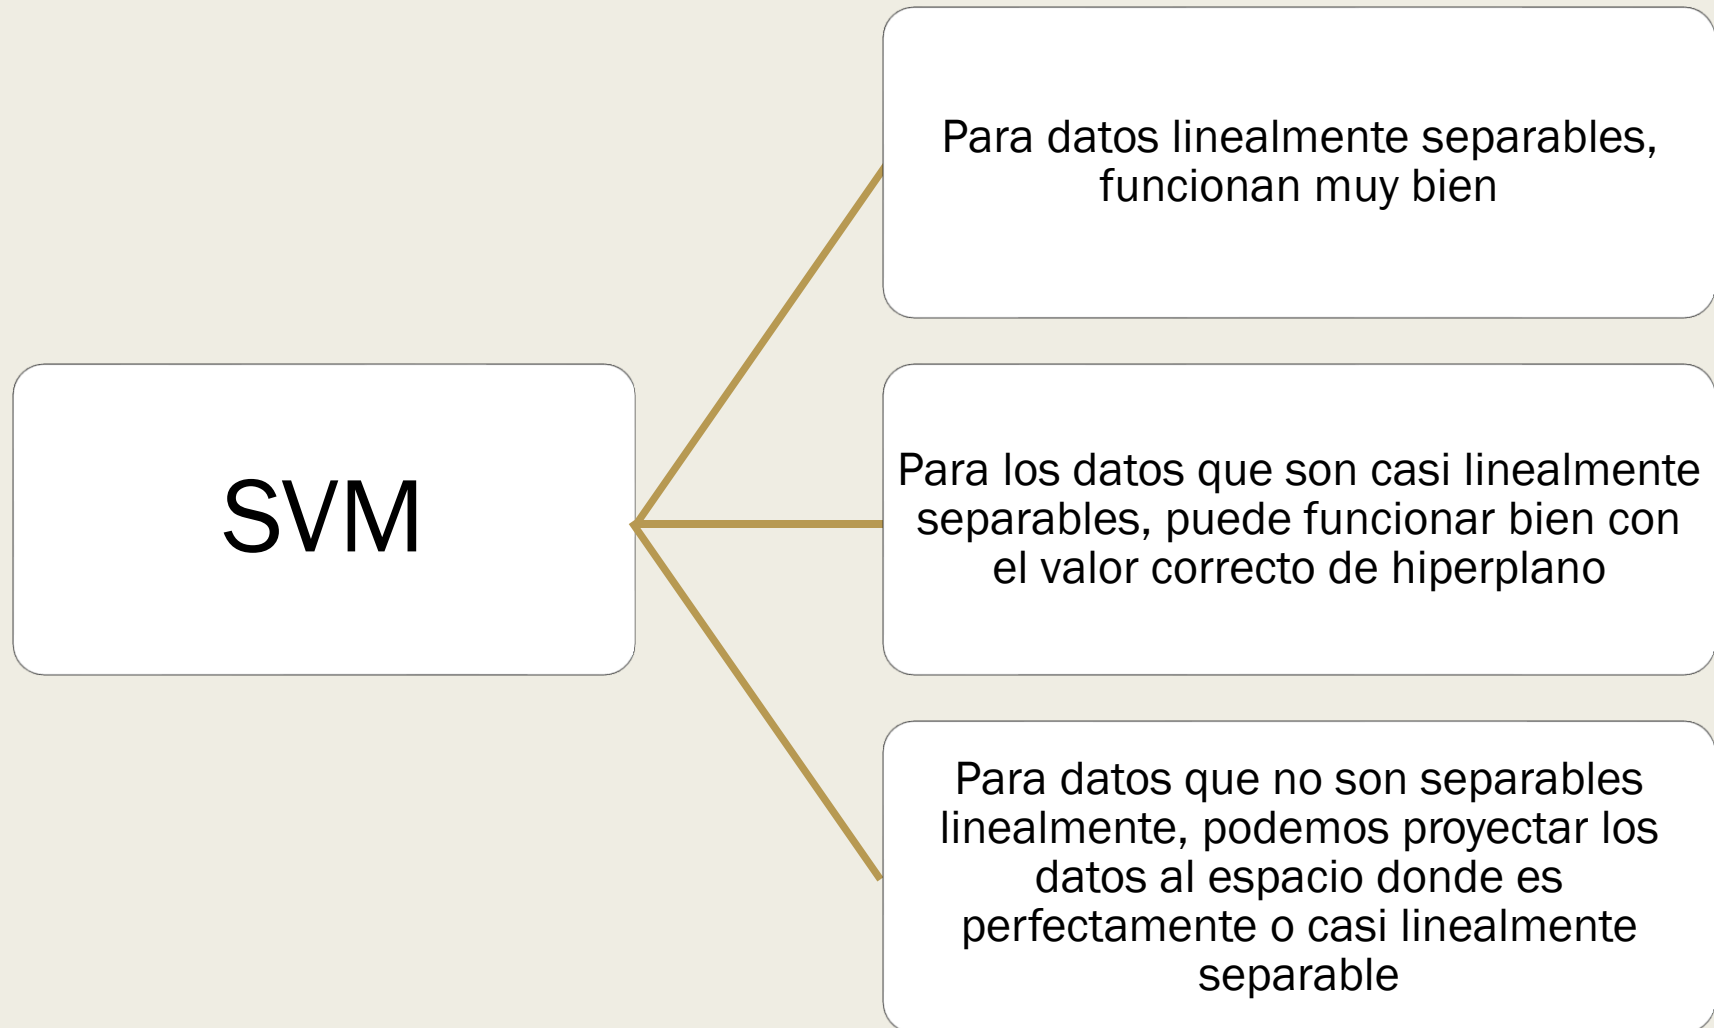 SVM
Para datos linealmente separables,
funcionan muy bien
Para los datos que son casi linealmente
separables, puede funcionar bien con
el valor correcto de hiperplano
Para datos que no son separables
linealmente, podemos proyectar los
datos al espacio donde es
perfectamente o casi linealmente
separable